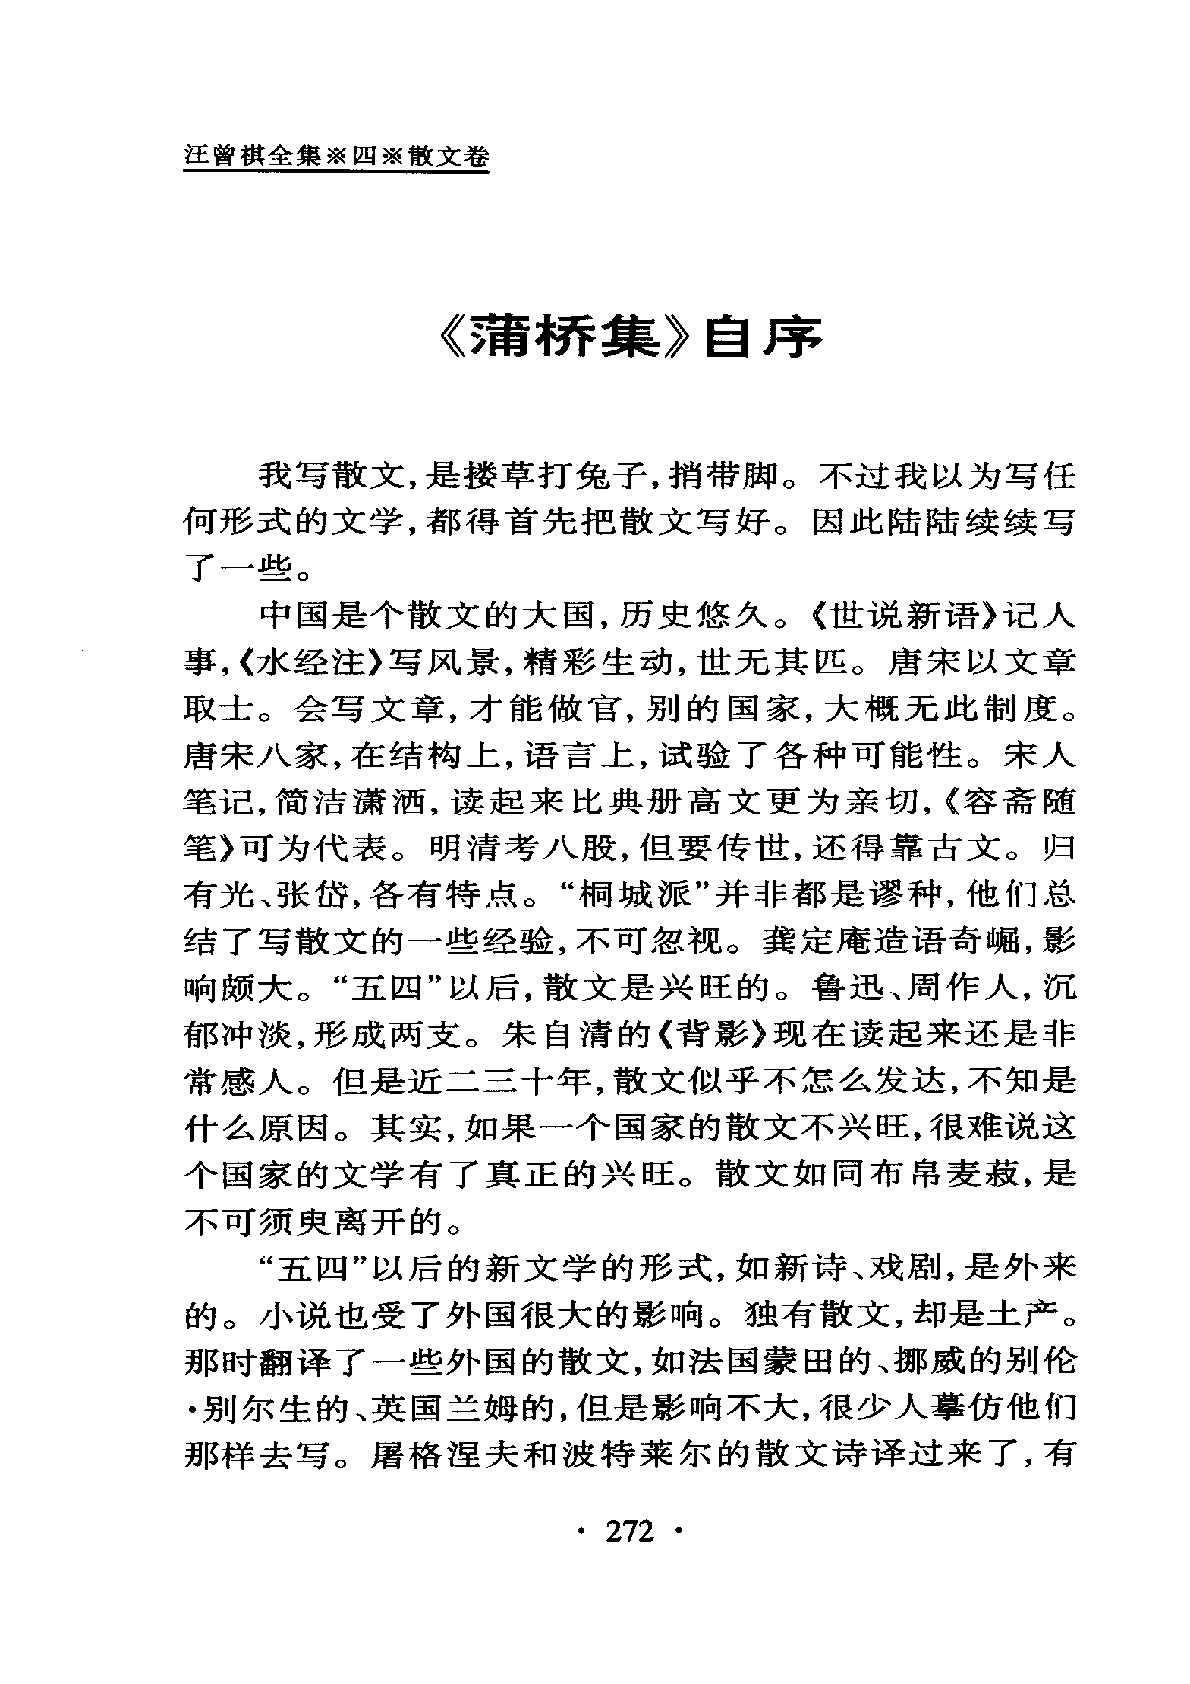 汪曾祺全集※四※散文卷
《蒲桥集》自序
我写散文,是搂草打兔子,捎带脚。不过我以为写任
何形式的文学,都得首先把散文写好。因此陆陆续续写
了一些。
中国是个散文的大国,历史悠久。《世说新语》记人
事,《水经注》写风景,精彩生动,世无其匹。唐宋以文章
取士。会写文章,才能做官,别的国家,大概无此制度。
唐宋八家,在结构上,语言上,试验了各种可能性。宋人
笔记,简洁潇洒,读起来比典册高文更为亲切,《容斋随
笔》可为代表。明清考八股,但要传世,还得靠古文。归
有光、张岱,各有特点。“桐城派”并非都是谬种,他们总
结了写散文的一些经验,不可忽视。龚定庵造语奇崛,影
响颇大。“五四”以后,散文是兴旺的。鲁迅、周作人,沉
郁冲淡,形成两支。朱自清的《背影》现在读起来还是非
常感人。但是近二三十年,散文似乎不怎么发达,不知是
什么原因。其实,如果一个国家的散文不兴旺,很难说这
个国家的文学有了真正的兴旺。散文如同布帛麦菽,是
不可须臾离开的。
“五四”以后的新文学的形式,如新诗、戏剧,是外来
的。小说也受了外国很大的影响。独有散文,却是土产。
那时翻译了一些外国的散文,如法国蒙田的、挪威的别伦
·别尔生的、英国兰姆的,但是影响不大,很少人摹仿他们
那样去写。屠格涅夫和波特莱尔的散文诗译过来了,有
· 272 ·